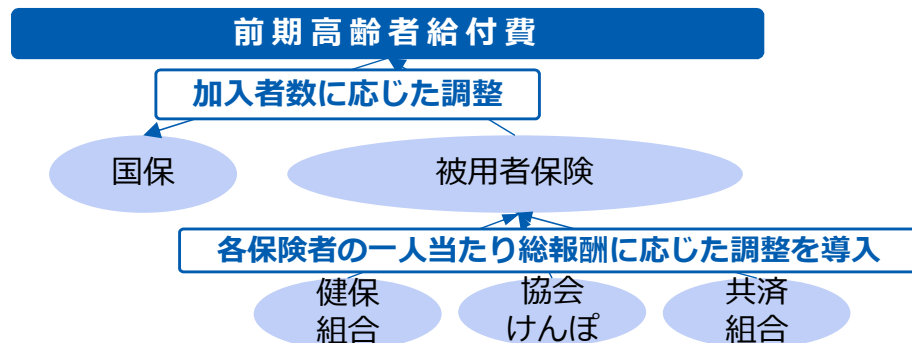 前期高齢者給付費
加入者数に応じた調整
国保
被用者保険
各保険者の一人当たり総報酬に応じた調整を導入
健保
組合
協会
けんぽ
共済
組合